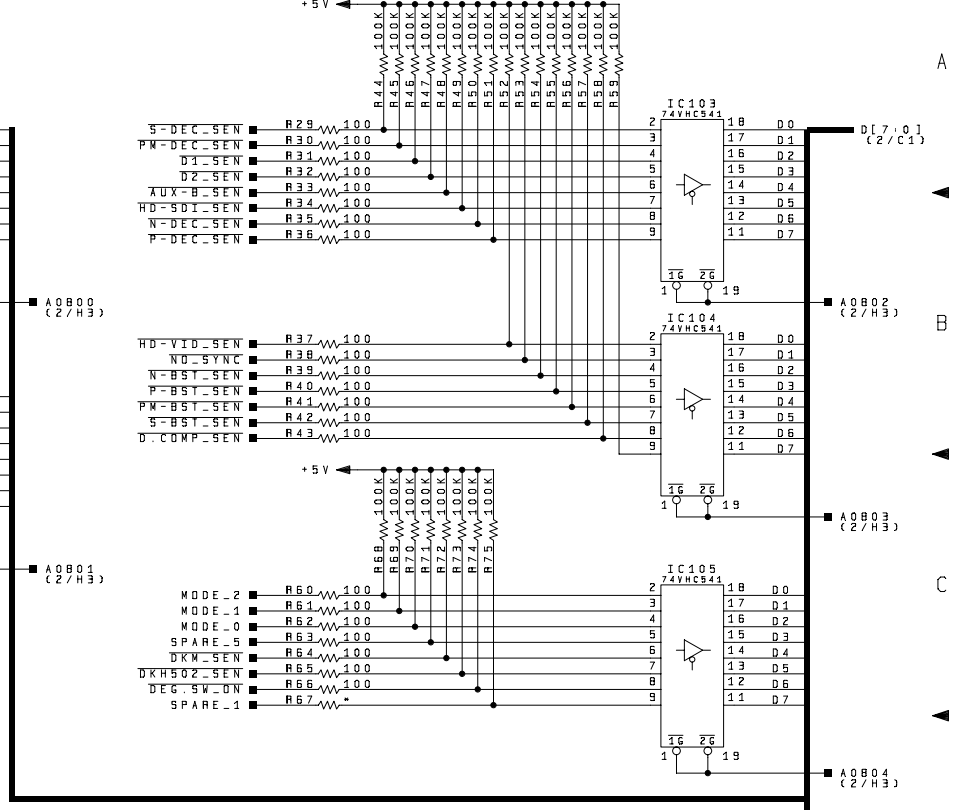 +5V
100K 100K 100K 100K 100K 100K 100K 100K 100K 100K 100K 100K 100K 100K 100K 100K
R44 R45 R46 R47 R48 R49 R50 R51 R52 R53 R54 R55 R56 R57 R58 R59
A
IC103
74VHC541
S-DEC_SEN R29 100 2 18 D0
PM-DEC_SEN R30 100 3 17 D1
D1_SEN R31 100 4 16 D2
D2_SEN R32 100 5 15 D3
AUX-B_SEN R33 100 6 14 D4
HD-SDI_SEN R34 100 7 13 D5
N-DEC_SEN R35 100 8 12 D6
P-DEC_SEN R36 100 9 11 D7
D[7:0]
(2/C1)
1G 2G
1 19
A0B00
(2/H3)
A0B02
(2/H3)
B
IC104
74VHC541
HD-VID_SEN R37 100 2 18 D0
NO_SYNC R38 100 3 17 D1
N-BST_SEN R39 100 4 16 D2
P-BST_SEN R40 100 5 15 D3
PM-BST_SEN R41 100 6 14 D4
S-BST_SEN R42 100 7 13 D5
D.COMP_SEN R43 100 8 12 D6
9 11 D7
1G 2G
1 19
A0B03
(2/H3)
+5V
100K 100K 100K 100K 100K 100K 100K 100K
R68 R69 R70 R71 R72 R73 R74 R75
A0B01
(2/H3)
C
IC105
74VHC541
MODE_2 R60 100 2 18 D0
MODE_1 R61 100 3 17 D1
MODE_0 R62 100 4 16 D2
SPARE_5 R63 100 5 15 D3
DKM_SEN R64 100 6 14 D4
DKH502_SEN R65 100 7 13 D5
DEG.SW_ON R66 100 8 12 D6
SPARE_1 R67 * 9 11 D7
1G 2G
1 19
A0B04
(2/H3)